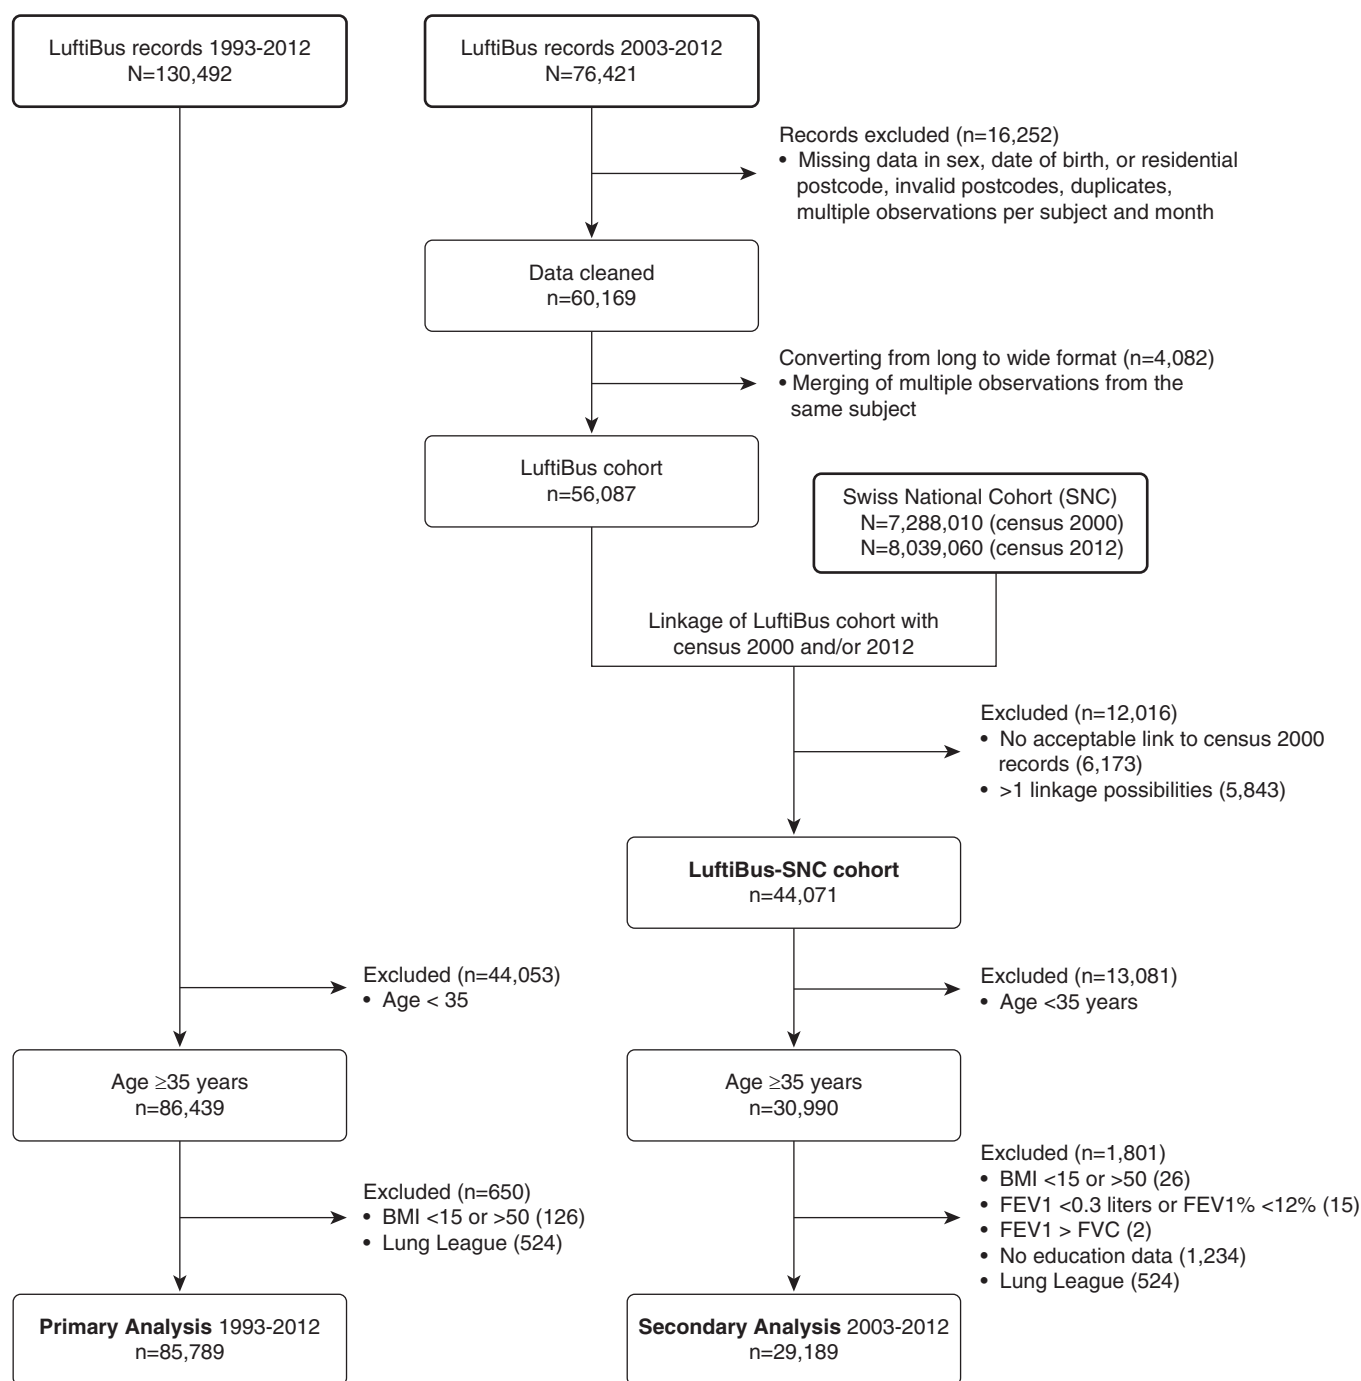 LuftiBus records 1993-2012
N=130,492
LuftiBus records 2003-2012
N=76,421
Records excluded (n=16,252)
• Missing data in sex, date of birth, or residential
postcode, invalid postcodes, duplicates,
multiple observations per subject and month
Data cleaned
n=60,169
Converting from long to wide format (n=4,082)
• Merging of multiple observations from the
same subject
LuftiBus cohort
n=56,087
Swiss National Cohort (SNC)
N=7,288,010 (census 2000)
N=8,039,060 (census 2012)
Linkage of LuftiBus cohort with
census 2000 and/or 2012
Excluded (n=12,016)
• No acceptable link to census 2000
records (6,173)
• >1 linkage possibilities (5,843)
LuftiBus-SNC cohort
n=44,071
Excluded (n=44,053)
• Age < 35
Excluded (n=13,081)
• Age <35 years
Age ≥35 years
n=86,439
Age ≥35 years
n=30,990
Excluded (n=650)
• BMI <15 or >50 (126)
• Lung League (524)
Excluded (n=1,801)
• BMI <15 or >50 (26)
• FEV1 <0.3 liters or FEV1% <12% (15)
• FEV1 > FVC (2)
• No education data (1,234)
• Lung League (524)
Primary Analysis 1993-2012
n=85,789
Secondary Analysis 2003-2012
n=29,189